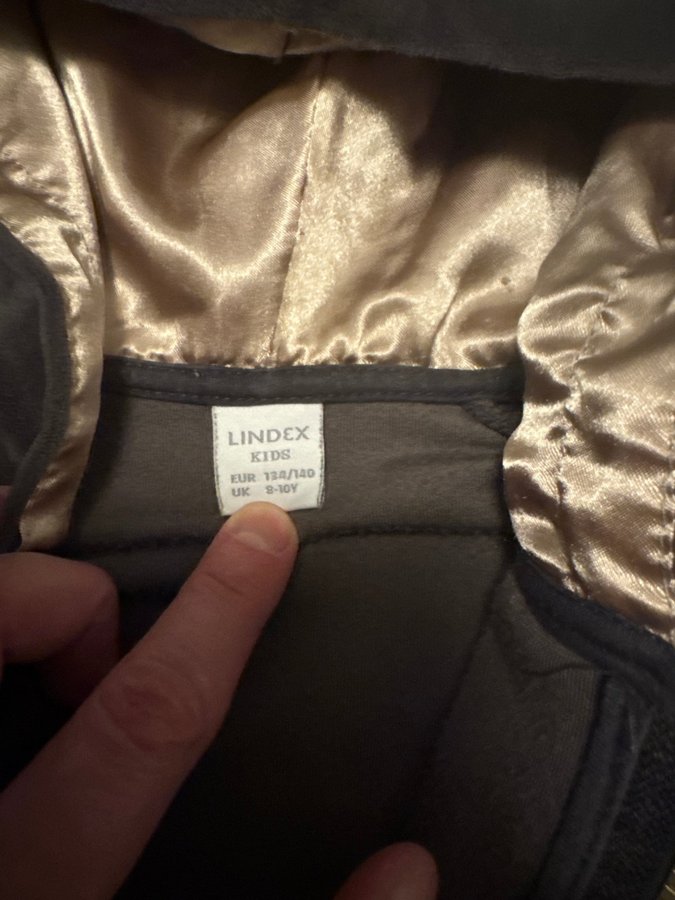 LINDEX
KIDS
EUR 134/140
UK 8-10Y